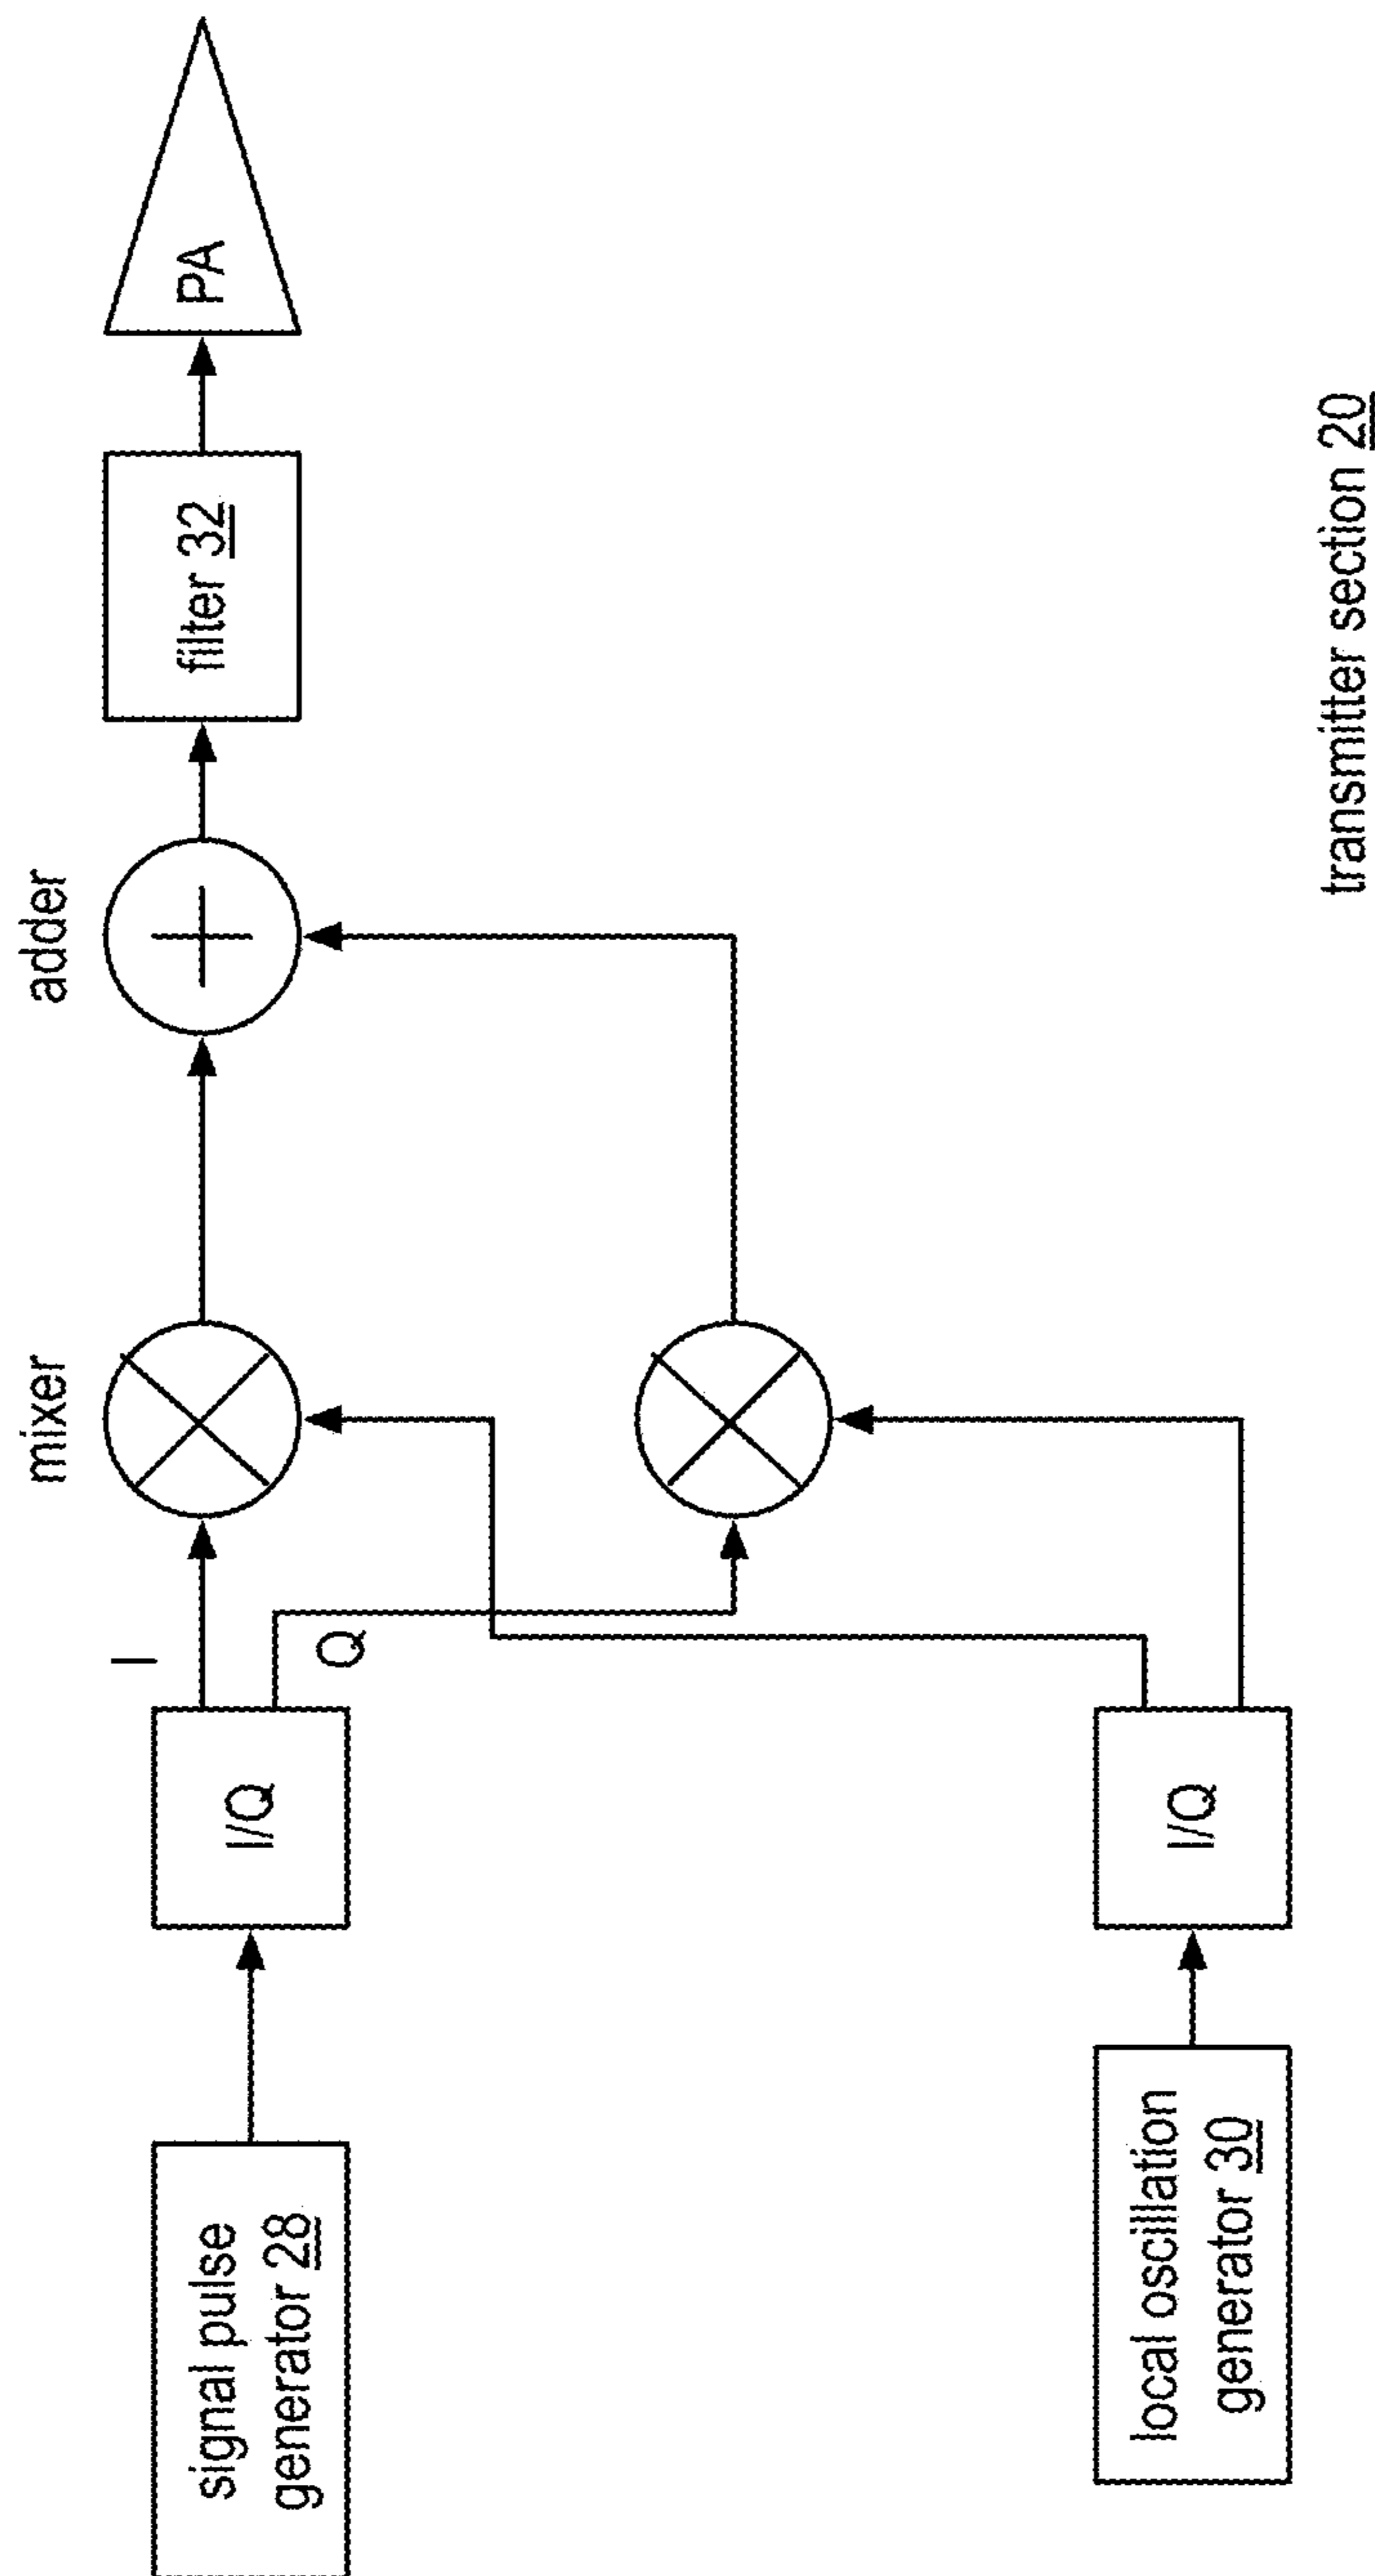 signal pulse
generator 28
I/Q
I
Q
mixer
adder
filter 32
PA
local oscillation
generator 30
I/Q
transmitter section 20